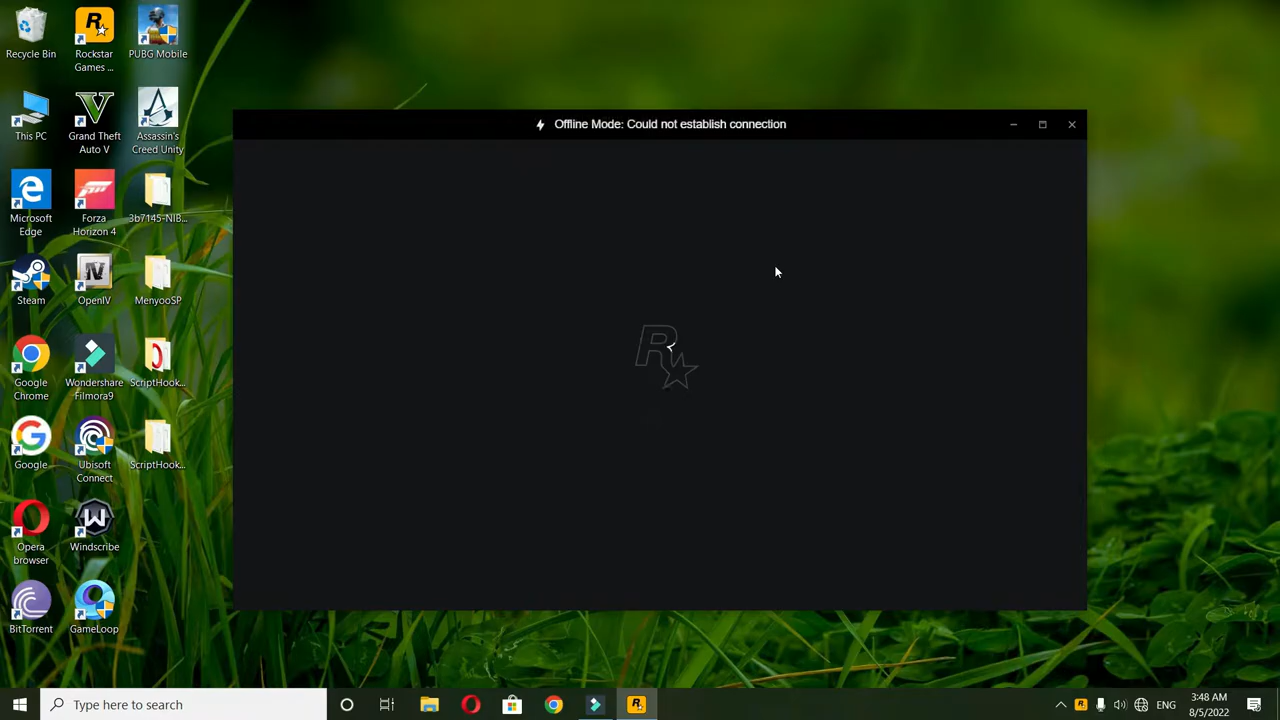 Recycle Bin
Rockstar
Games ...
PUBG Mobile
This PC
Grand Theft
Auto V
Assassin's
Creed Unity
Microsoft
Edge
Forza
Horizon 4
3b7145-NIB...
Steam
OpenIV
MenyooSP
Google
Chrome
Wondershare
Filmora9
ScriptHook...
Google
Ubisoft
Connect
ScriptHook...
Opera
browser
Windscribe
BitTorrent
GameLoop
Offline Mode: Could not establish connection
Type here to search
ENG
3:48 AM
8/5/2022